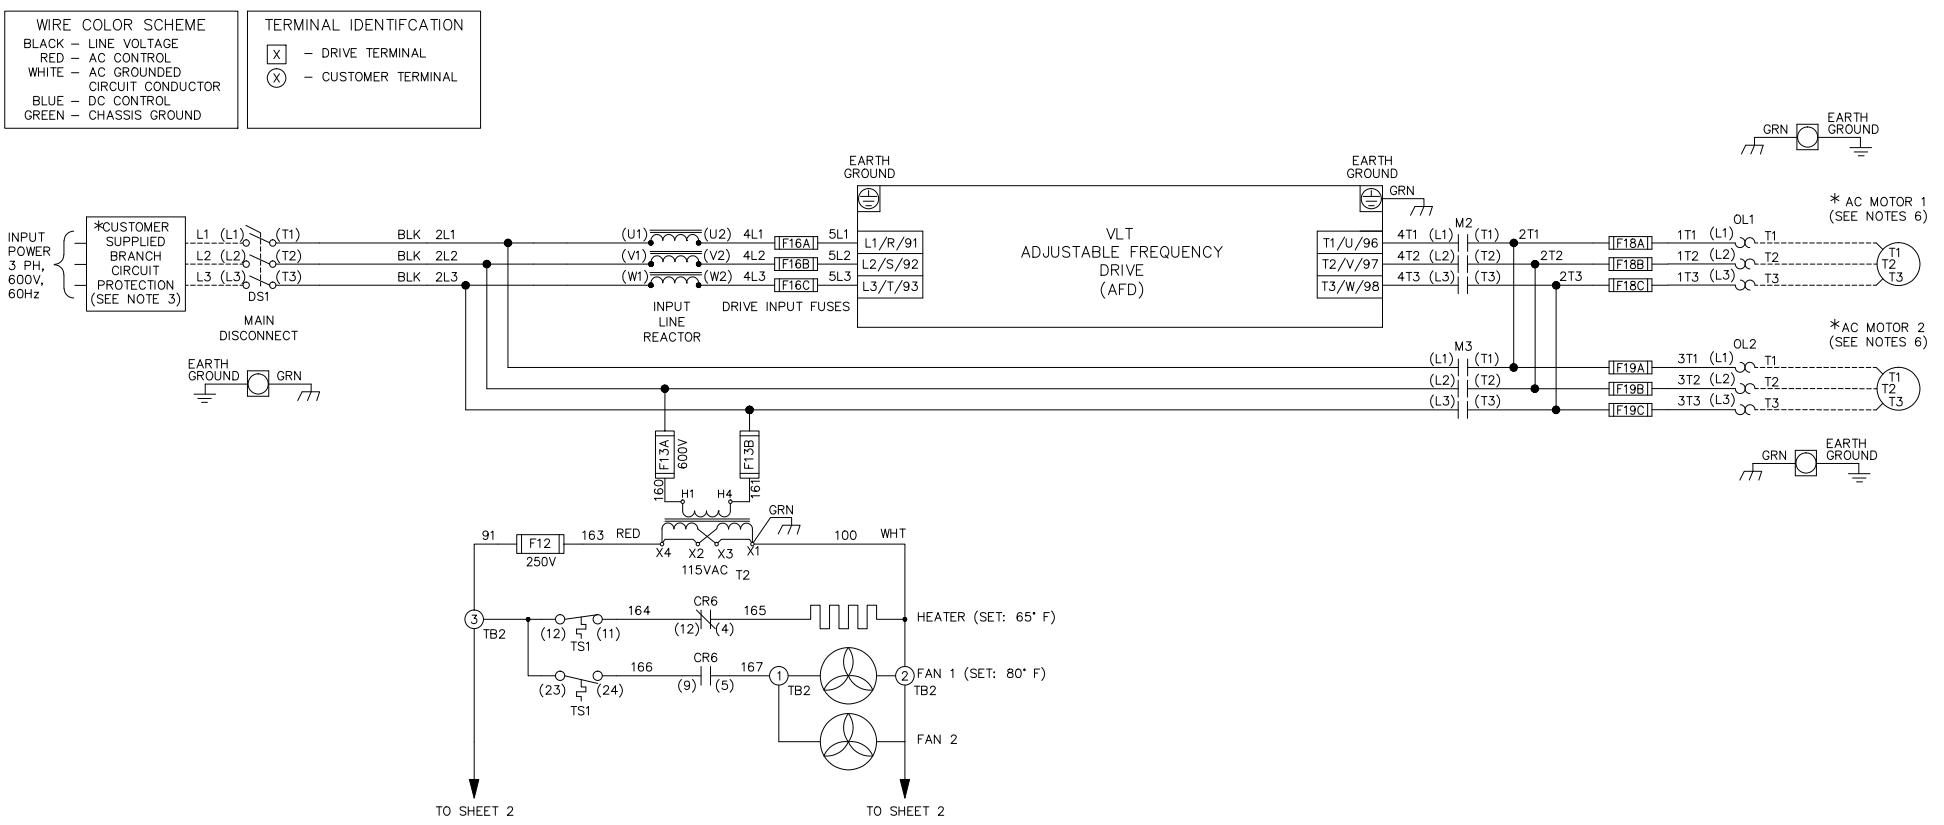 WIRE COLOR SCHEME
BLACK – LINE VOLTAGE
RED – AC CONTROL
WHITE – AC GROUNDED
CIRCUIT CONDUCTOR
BLUE – DC CONTROL
GREEN – CHASSIS GROUND
TERMINAL IDENTIFCATION
X – DRIVE TERMINAL
X – CUSTOMER TERMINAL
INPUT
POWER
3 PH,
600V,
60Hz
*CUSTOMER
SUPPLIED
BRANCH
CIRCUIT
PROTECTION
(SEE NOTE 3)
L1 (L1) (T1) BLK 2L1 (U1) (U2) 4L1 F16A 5L1 L1/R/91
L2 (L2) (T2) BLK 2L2 (V1) (V2) 4L2 F16B 5L2 L2/S/92
L3 (L3) (T3) BLK 2L3 (W1) (W2) 4L3 F16C 5L3 L3/T/93
DS1
MAIN
DISCONNECT
EARTH
GROUND GRN
INPUT
LINE
REACTOR
DRIVE INPUT FUSES
EARTH
GROUND
VLT
ADJUSTABLE FREQUENCY
DRIVE
(AFD)
EARTH
GROUND
GRN
M2
T1/U/96 4T1 (L1) (T1) 2T1 F18A 1T1 (L1) T1
T2/V/97 4T2 (L2) (T2) 2T2 F18B 1T2 (L2) T2
T3/W/98 4T3 (L3) (T3) 2T3 F18C 1T3 (L3) T3
OL1
GRN EARTH
GROUND
* AC MOTOR 1
(SEE NOTES 6)
T1
T2
T3
M3
(L1) (T1) F19A 3T1 (L1) T1
(L2) (T2) F19B 3T2 (L2) T2
(L3) (T3) F19C 3T3 (L3) T3
OL2
*AC MOTOR 2
(SEE NOTES 6)
T1
T2
T3
GRN EARTH
GROUND
F13A
600V
F13B
160
161
H1 H4
GRN
91 F12 163 RED
250V
X4 X2 X3 X1
100 WHT
115VAC T2
3
TB2
(12) (11)
TS1
164
CR6
(12) (4)
165
HEATER (SET: 65° F)
(23) (24)
TS1
166
CR6
(9) (5)
167
1
TB2
2
TB2
FAN 1 (SET: 80° F)
FAN 2
TO SHEET 2
TO SHEET 2